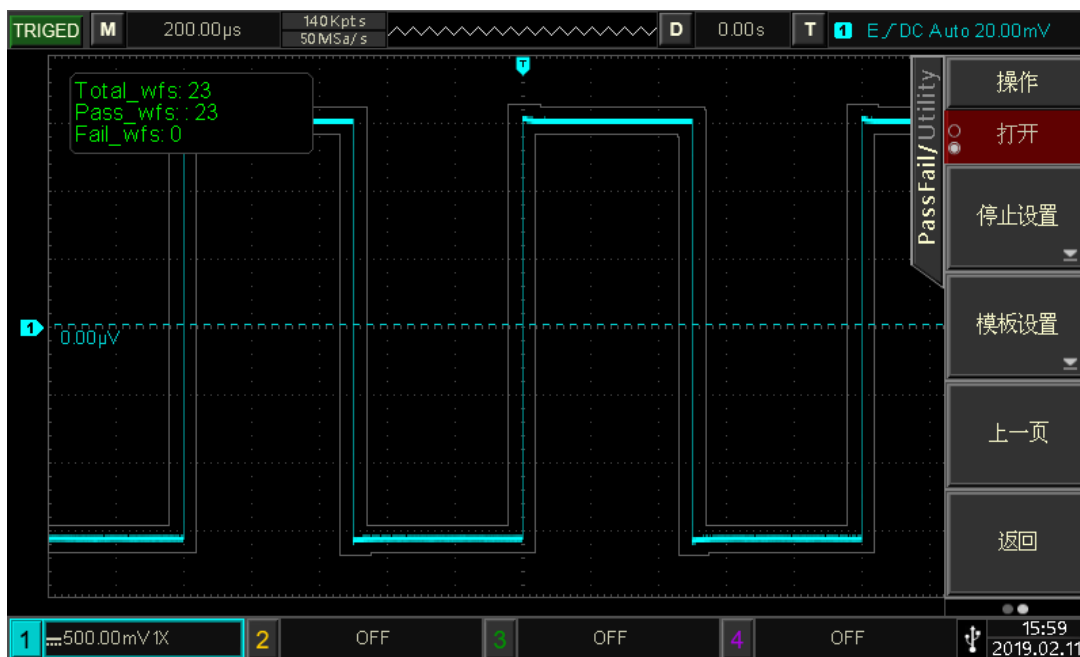 TRIGED M 200.00μs 140Kpts D 0.00s T 1 E DC Auto 20.00mV
50MSa/s
Total_wfs: 23
Pass_wfs: : 23
Fail_wfs: 0
T
PassFail/Utility
操作
打开
停止设置
模板设置
上一页
返回
1
0.00μV
1 500.00mV 1X 2 OFF 3 OFF 4 OFF
15:59
2019.02.11